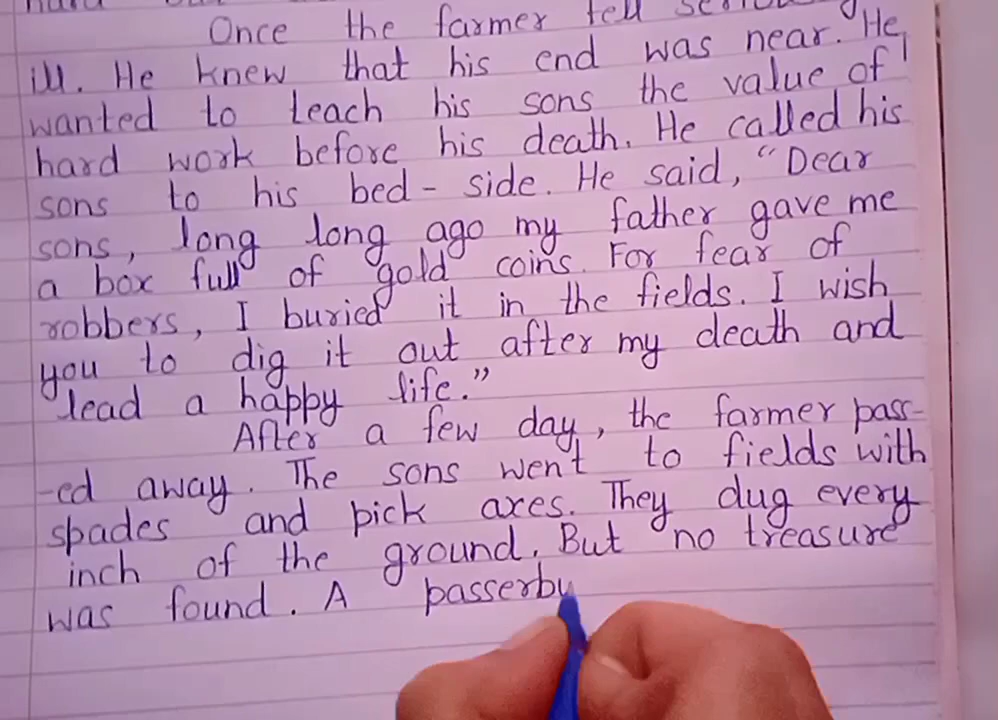 Once the farmer fell
ill. He knew that his end was near. He
wanted to teach his sons the value of
hard work before his death. He called his
sons to his bed - side. He said, "Dear
sons, long long ago my father gave me
a box full of gold coins. For fear of
robbers, I buried it in the fields. I wish
you to dig it out after my death and
lead a happy life."
After a few day, the farmer pass-
-ed away. The sons went to fields with
spades and pick axes. They dug every
inch of the ground. But no treasure
was found. A passerby